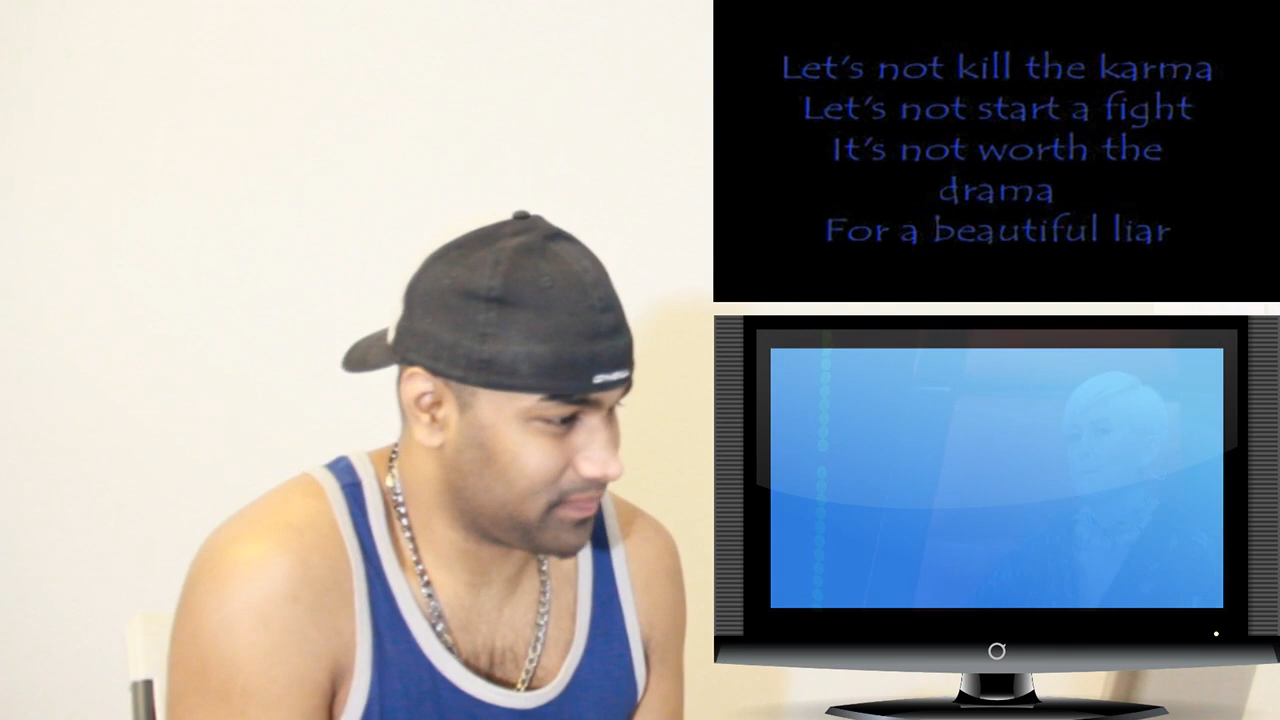 Let's not kill the karma
Let's not start a fight
It's not worth the
drama
For a beautiful liar